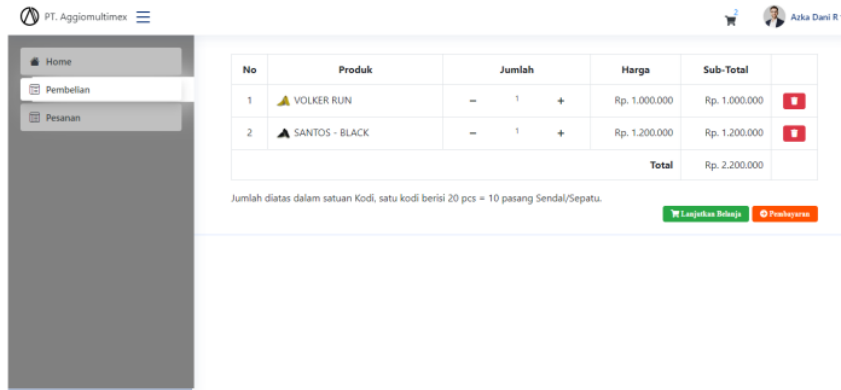 PT. Aggiomultimex
2
Azka Dani R
Home
Pembelian
Pesanan
No Produk Jumlah Harga Sub-Total
1 VOLKER RUN - 1 + Rp. 1.000.000 Rp. 1.000.000
2 SANTOS - BLACK - 1 + Rp. 1.200.000 Rp. 1.200.000
Total Rp. 2.200.000
Jumlah diatas dalam satuan Kodi, satu kodi berisi 20 pcs = 10 pasang Sendal/Sepatu.
Lanjutkan Belanja Pembayaran